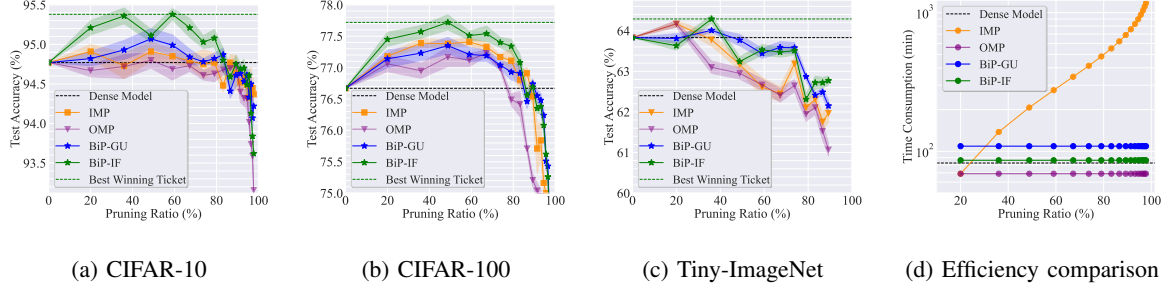 95.5
95.0
94.5
94.0
93.5
Test Accuracy (%)
Dense Model
IMP
OMP
BiP-GU
BiP-IF
Best Winning Ticket
0 20 40 60 80 100
Pruning Ratio (%)
(a) CIFAR-10
78.0
77.5
77.0
76.5
76.0
75.5
75.0
Test Accuracy (%)
Dense Model
IMP
OMP
BiP-GU
BiP-IF
Best Winning Ticket
0 20 40 60 80 100
Pruning Ratio (%)
(b) CIFAR-100
64
63
62
61
60
Test Accuracy (%)
Dense Model
IMP
OMP
BiP-GU
BiP-IF
Best Winning Ticket
0 20 40 60 80 100
Pruning Ratio (%)
(c) Tiny-ImageNet
10³
10²
Time Consumption (min)
Dense Model
IMP
OMP
BiP-GU
BiP-IF
20 40 60 80 100
Pruning Ratio (%)
(d) Efficiency comparison